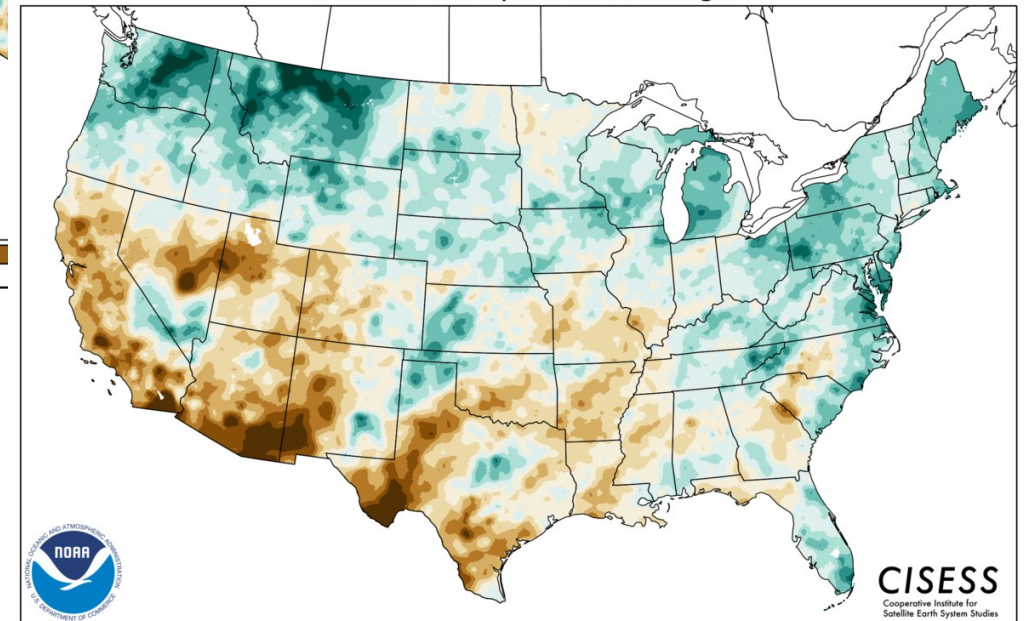 NATIONAL OCEANIC AND ATMOSPHERIC ADMINISTRATION
NOAA
U.S. DEPARTMENT OF COMMERCE
CISESS
Cooperative Institute for
Satellite Earth System Studies